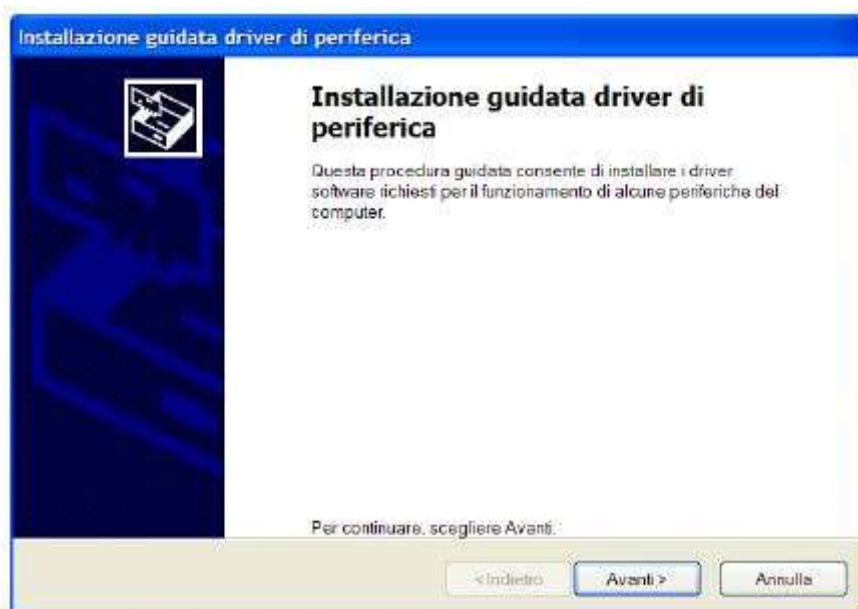 Installazione guidata driver di periferica
Installazione guidata driver di
periferica
Questa procedura guidata consente di installare i driver
software richiesti per il funzionamento di alcune periferiche del
computer.
Per continuare, scegliere Avanti.
< Indietro
Avanti >
Annulla